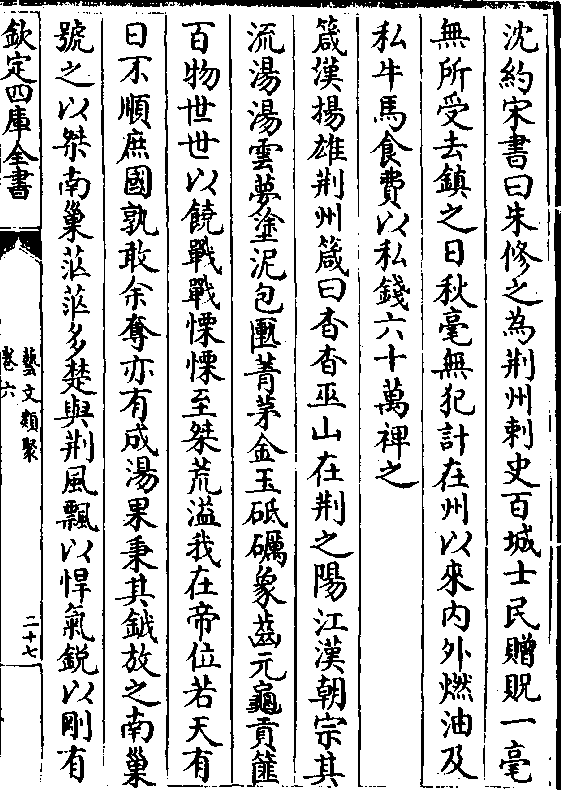 沈約宋書曰朱修之為荆州刺史百城士民贈貺一毫
無所受去鎮之日秋毫無犯計在州以來内外燃油及
私牛馬食費以私錢六十萬裨之
箴漢揚雄荆州箴曰杳杳巫山在荆之陽江漢朝宗其
流湯湯雲夢塗泥包匭菁茅金玉砥礪象齒元龜貢篚
百物世世以饒戰戰慄慄至桀荒溢我在帝位若天有
日不順庶國孰敢余奪亦有成湯果秉其鉞放之南巢
號之以桀南巢茫茫多楚與荆風飄以悍氣鋭以剛有
欽定四庫全書
藝文類聚
卷六
二十七